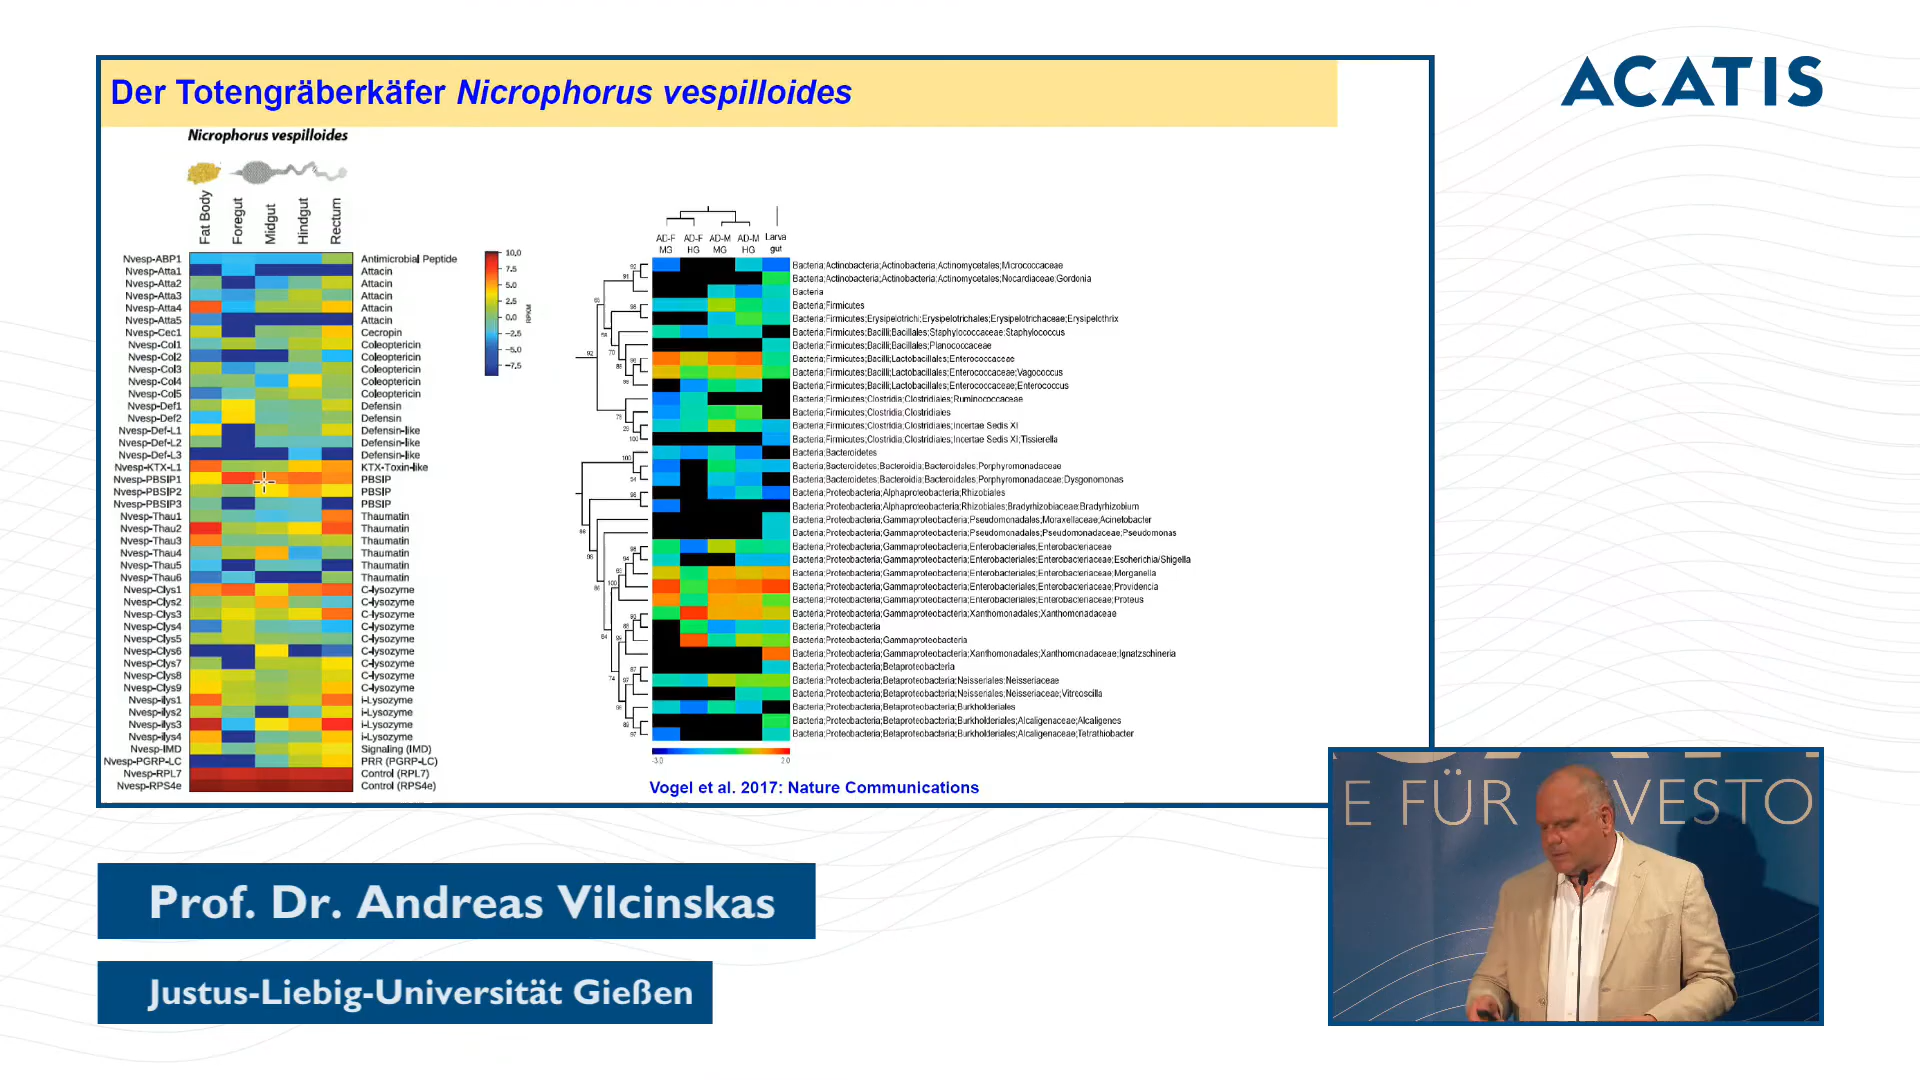 Der Totengräberkäfer Nicrophorus vespilloides
ACATIS
Nicrophorus vespilloides
Fat Body
Foregut
Midgut
Hindgut
Rectum
Nvesp-ABP1 Antimicrobial Peptide
Nvesp-Atta1 Attacin
Nvesp-Atta2 Attacin
Nvesp-Atta3 Attacin
Nvesp-Atta4 Attacin
Nvesp-Atta5 Attacin
Nvesp-Cec1 Cecropin
Nvesp-Col1 Coleoptericin
Nvesp-Col2 Coleoptericin
Nvesp-Col3 Coleoptericin
Nvesp-Col4 Coleoptericin
Nvesp-Col5 Coleoptericin
Nvesp-Def1 Defensin
Nvesp-Def2 Defensin
Nvesp-Def-L1 Defensin-like
Nvesp-Def-L2 Defensin-like
Nvesp-Def-L3 Defensin-like
Nvesp-KTX-L1 KTX-Toxin-like
Nvesp-PBSIP1 PBSIP
Nvesp-PBSIP2 PBSIP
Nvesp-PBSIP3 PBSIP
Nvesp-Thau1 Thaumatin
Nvesp-Thau2 Thaumatin
Nvesp-Thau3 Thaumatin
Nvesp-Thau4 Thaumatin
Nvesp-Thau5 Thaumatin
Nvesp-Thau6 Thaumatin
Nvesp-Clys1 C-lysozyme
Nvesp-Clys2 C-lysozyme
Nvesp-Clys3 C-lysozyme
Nvesp-Clys4 C-lysozyme
Nvesp-Clys5 C-lysozyme
Nvesp-Clys6 C-lysozyme
Nvesp-Clys7 C-lysozyme
Nvesp-Clys8 C-lysozyme
Nvesp-Clys9 C-lysozyme
Nvesp-ilys1 i-Lysozyme
Nvesp-ilys2 i-Lysozyme
Nvesp-ilys3 i-Lysozyme
Nvesp-ilys4 i-Lysozyme
Nvesp-IMD Signaling (IMD)
Nvesp-PGRP-LC PRR (PGRP-LC)
Nvesp-RPL7 Control (RPL7)
Nvesp-RPS4e Control (RPS4e)
10,0
7,5
5,0
2,5
0,0
−2,5
−5,0
−7,5
RPKM
AD-F MG
AD-F HG
AD-M MG
AD-M HG
Larva gut
Bacteria;Actinobacteria;Actinobacteria;Actinomycetales;Micrococcaceae
Bacteria;Actinobacteria;Actinobacteria;Actinomycetales;Nocardiaceae;Gordonia
Bacteria
Bacteria;Firmicutes
Bacteria;Firmicutes;Erysipelotrichi;Erysipelotrichales;Erysipelotrichaceae;Erysipelothrix
Bacteria;Firmicutes;Bacilli;Bacillales;Staphylococcaceae;Staphylococcus
Bacteria;Firmicutes;Bacilli;Bacillales;Planococcaceae
Bacteria;Firmicutes;Bacilli;Lactobacillales;Enterococcaceae
Bacteria;Firmicutes;Bacilli;Lactobacillales;Enterococcaceae;Vagococcus
Bacteria;Firmicutes;Bacilli;Lactobacillales;Enterococcaceae;Enterococcus
Bacteria;Firmicutes;Clostridia;Clostridiales;Ruminococcaceae
Bacteria;Firmicutes;Clostridia;Clostridiales
Bacteria;Firmicutes;Clostridia;Clostridiales;Incertae Sedis XI
Bacteria;Firmicutes;Clostridia;Clostridiales;Incertae Sedis XI;Tissierella
Bacteria;Bacteroidetes
Bacteria;Bacteroidetes;Bacteroidia;Bacteroidales;Porphyromonadaceae
Bacteria;Bacteroidetes;Bacteroidia;Bacteroidales;Porphyromonadaceae;Dysgonomonas
Bacteria;Proteobacteria;Alphaproteobacteria;Rhizobiales
Bacteria;Proteobacteria;Alphaproteobacteria;Rhizobiales;Bradyrhizobiaceae;Bradyrhizobium
Bacteria;Proteobacteria;Gammaproteobacteria;Pseudomonadales;Moraxellaceae;Acinetobacter
Bacteria;Proteobacteria;Gammaproteobacteria;Pseudomonadales;Pseudomonadaceae;Pseudomonas
Bacteria;Proteobacteria;Gammaproteobacteria;Enterobacteriales;Enterobacteriaceae
Bacteria;Proteobacteria;Gammaproteobacteria;Enterobacteriales;Enterobacteriaceae;Escherichia/Shigella
Bacteria;Proteobacteria;Gammaproteobacteria;Enterobacteriales;Enterobacteriaceae;Morganella
Bacteria;Proteobacteria;Gammaproteobacteria;Enterobacteriales;Enterobacteriaceae;Providencia
Bacteria;Proteobacteria;Gammaproteobacteria;Enterobacteriales;Enterobacteriaceae;Proteus
Bacteria;Proteobacteria;Gammaproteobacteria;Xanthomonadales;Xanthomonadaceae
Bacteria;Proteobacteria
Bacteria;Proteobacteria;Gammaproteobacteria
Bacteria;Proteobacteria;Gammaproteobacteria;Xanthomonadales;Xanthomonadaceae;Ignatzschineria
Bacteria;Proteobacteria;Betaproteobacteria
Bacteria;Proteobacteria;Betaproteobacteria;Neisseriales;Neisseriaceae
Bacteria;Proteobacteria;Betaproteobacteria;Neisseriales;Neisseriaceae;Vitreoscilla
Bacteria;Proteobacteria;Betaproteobacteria;Burkholderiales
Bacteria;Proteobacteria;Betaproteobacteria;Burkholderiales;Alcaligenaceae;Alcaligenes
Bacteria;Proteobacteria;Betaproteobacteria;Burkholderiales;Alcaligenaceae;Tetrathiobacter
-3.0 2.0
Vogel et al. 2017: Nature Communications
E FÜR VESTO
Prof. Dr. Andreas Vilcinskas
Justus-Liebig-Universität Gießen